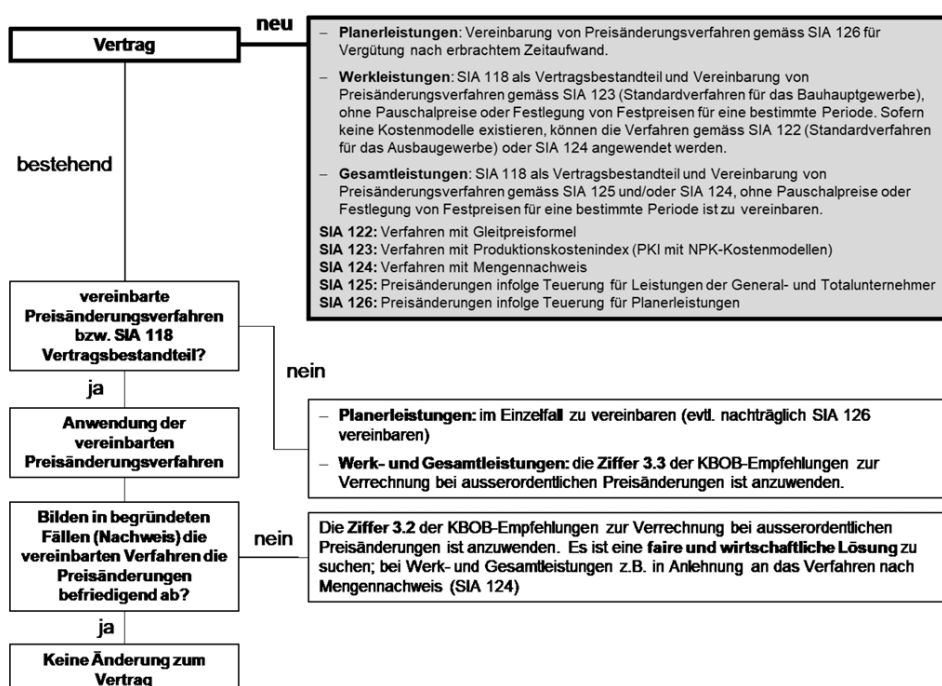 Vertrag
neu
– Planerleistungen: Vereinbarung von Preisänderungsverfahren gemäss SIA 126 für
Vergütung nach erbrachtem Zeitaufwand.
– Werkleistungen: SIA 118 als Vertragsbestandteil und Vereinbarung von
Preisänderungsverfahren gemäss SIA 123 (Standardverfahren für das Bauhauptgewerbe),
ohne Pauschalpreise oder Festlegung von Festpreisen für eine bestimmte Periode. Sofern
keine Kostenmodelle existieren, können die Verfahren gemäss SIA 122 (Standardverfahren
für das Ausbaugewerbe) oder SIA 124 angewendet werden.
– Gesamtleistungen: SIA 118 als Vertragsbestandteil und Vereinbarung von
Preisänderungsverfahren gemäss SIA 125 und/oder SIA 124, ohne Pauschalpreise oder
Festlegung von Festpreisen für eine bestimmte Periode ist zu vereinbaren.
SIA 122: Verfahren mit Gleitpreisformel
SIA 123: Verfahren mit Produktionskostenindex (PKI mit NPK-Kostenmodellen)
SIA 124: Verfahren mit Mengennachweis
SIA 125: Preisänderungen infolge Teuerung für Leistungen der General- und Totalunternehmer
SIA 126: Preisänderungen infolge Teuerung für Planerleistungen
bestehend
vereinbarte
Preisänderungsverfahren
bzw. SIA 118
Vertragsbestandteil?
nein
– Planerleistungen: im Einzelfall zu vereinbaren (evtl. nachträglich SIA 126
vereinbaren)
– Werk- und Gesamtleistungen: die Ziffer 3.3 der KBOB-Empfehlungen zur
Verrechnung bei ausserordentlichen Preisänderungen ist anzuwenden.
ja
Anwendung der
vereinbarten
Preisänderungsverfahren
Bilden in begründeten
Fällen (Nachweis) die
vereinbarten Verfahren die
Preisänderungen
befriedigend ab?
nein
Die Ziffer 3.2 der KBOB-Empfehlungen zur Verrechnung bei ausserordentlichen
Preisänderungen ist anzuwenden. Es ist eine faire und wirtschaftliche Lösung zu
suchen; bei Werk- und Gesamtleistungen z.B. in Anlehnung an das Verfahren nach
Mengennachweis (SIA 124)
ja
Keine Änderung zum
Vertrag